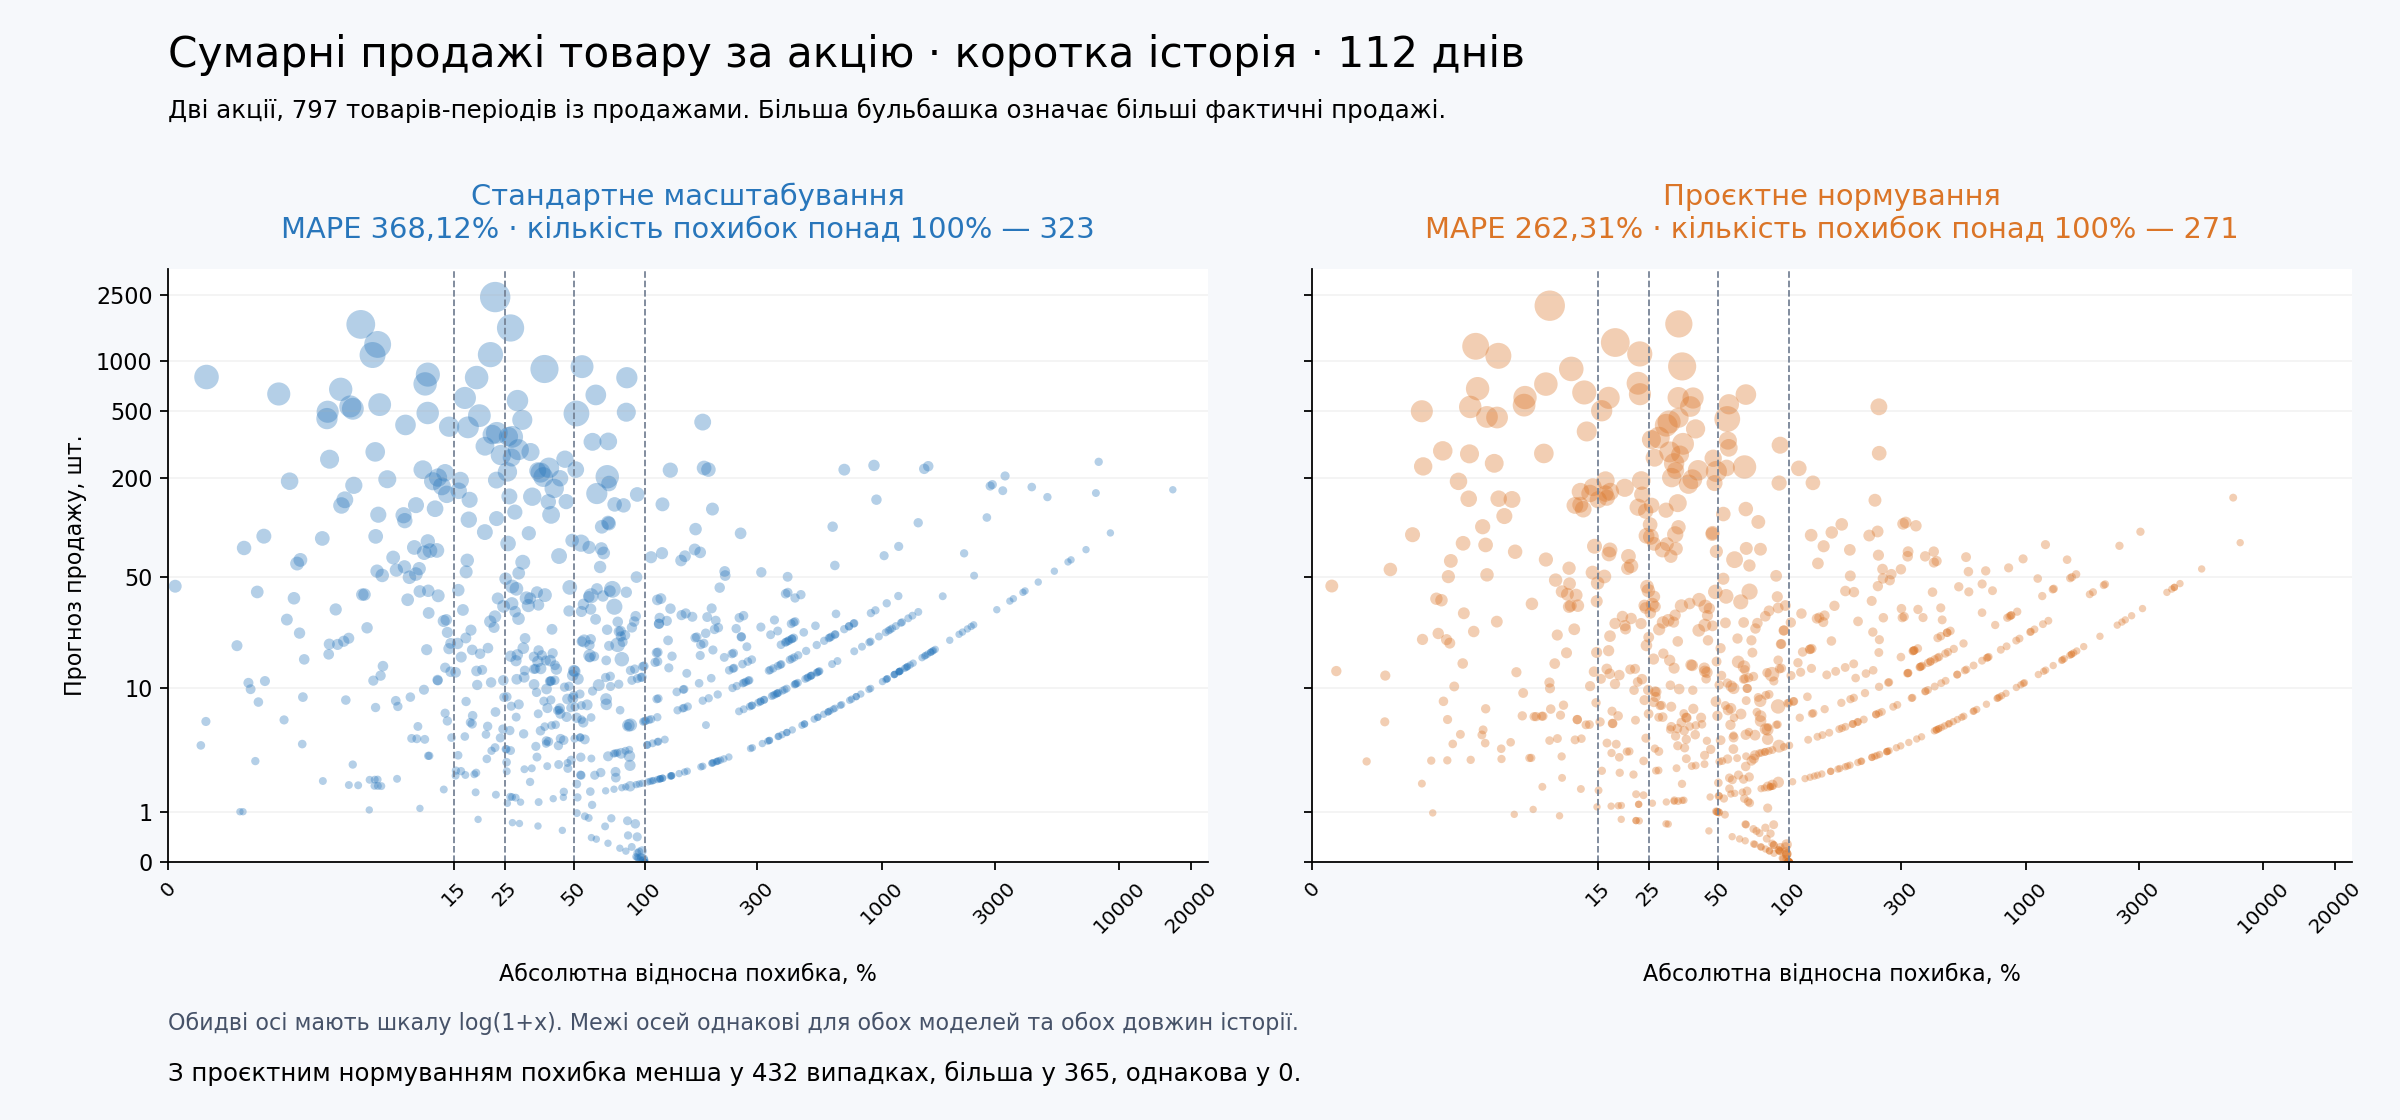 Сумарні продажі товару за акцію · коротка історія · 112 днів
Дві акції, 797 товарів-періодів із продажами. Більша бульбашка означає більші фактичні продажі.
Стандартне масштабування
MAPE 368,12% · кількість похибок понад 100% — 323
Проєктне нормування
MAPE 262,31% · кількість похибок понад 100% — 271
Прогноз продажу, шт.
2500
1000
500
200
50
10
1
0
0 15 25 50 100 300 1000 3000 10000 20000
0 15 25 50 100 300 1000 3000 10000 20000
Абсолютна відносна похибка, %
Абсолютна відносна похибка, %
Обидві осі мають шкалу log(1+x). Межі осей однакові для обох моделей та обох довжин історії.
З проєктним нормуванням похибка менша у 432 випадках, більша у 365, однакова у 0.